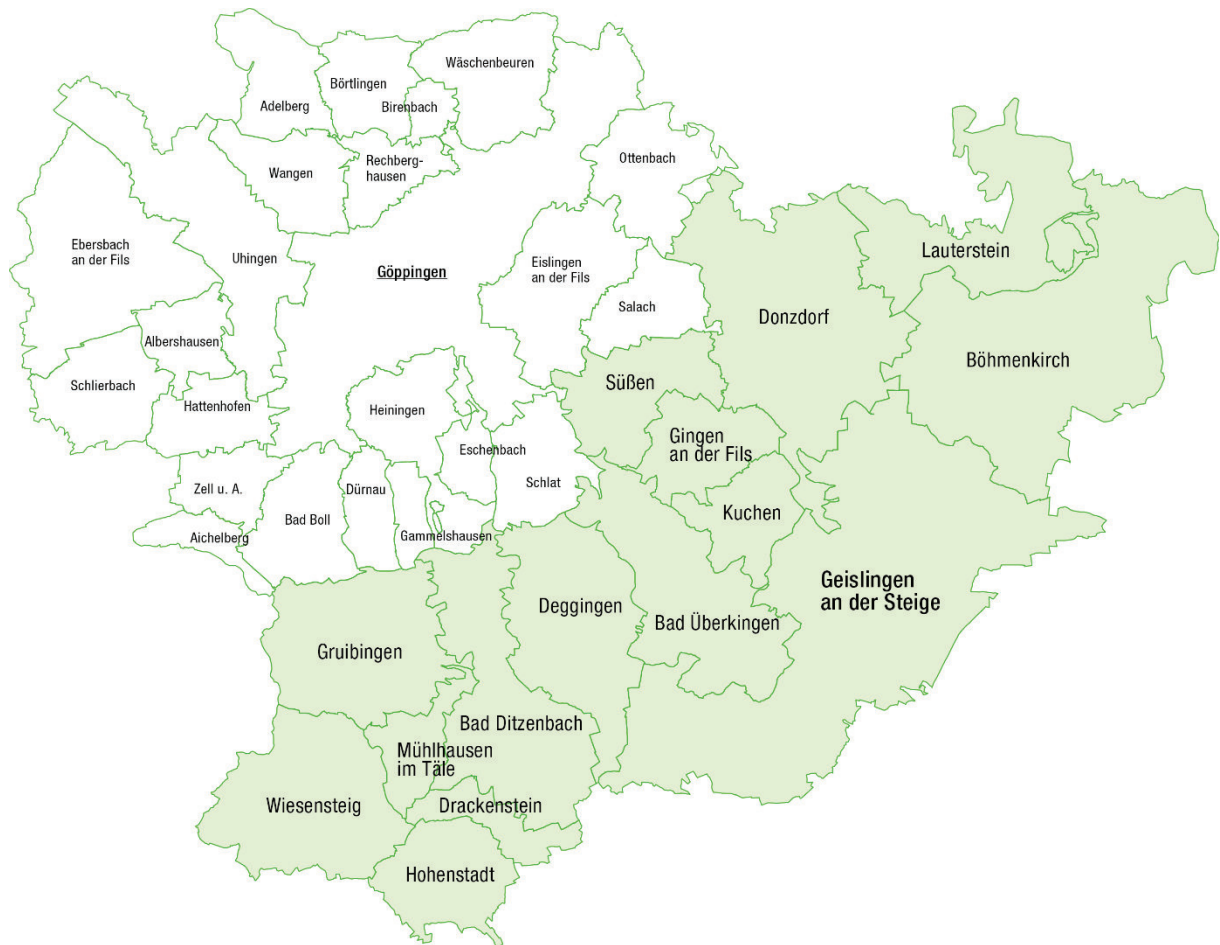 Wäschenbeuren
Börtlingen
Adelberg
Birenbach
Ottenbach
Rechberg-
hausen
Wangen
Ebersbach
an der Fils
Uhingen
Göppingen
Eislingen
an der Fils
Lauterstein
Salach
Donzdorf
Albershausen
Böhmenkirch
Schlierbach
Süßen
Hattenhofen
Heiningen
Gingen
an der Fils
Eschenbach
Schlat
Zell u. A.
Dürnau
Kuchen
Bad Boll
Aichelberg
Gammelshausen
Geislingen
an der Steige
Deggingen
Bad Überkingen
Gruibingen
Bad Ditzenbach
Mühlhausen
im Täle
Wiesensteig
Drackenstein
Hohenstadt